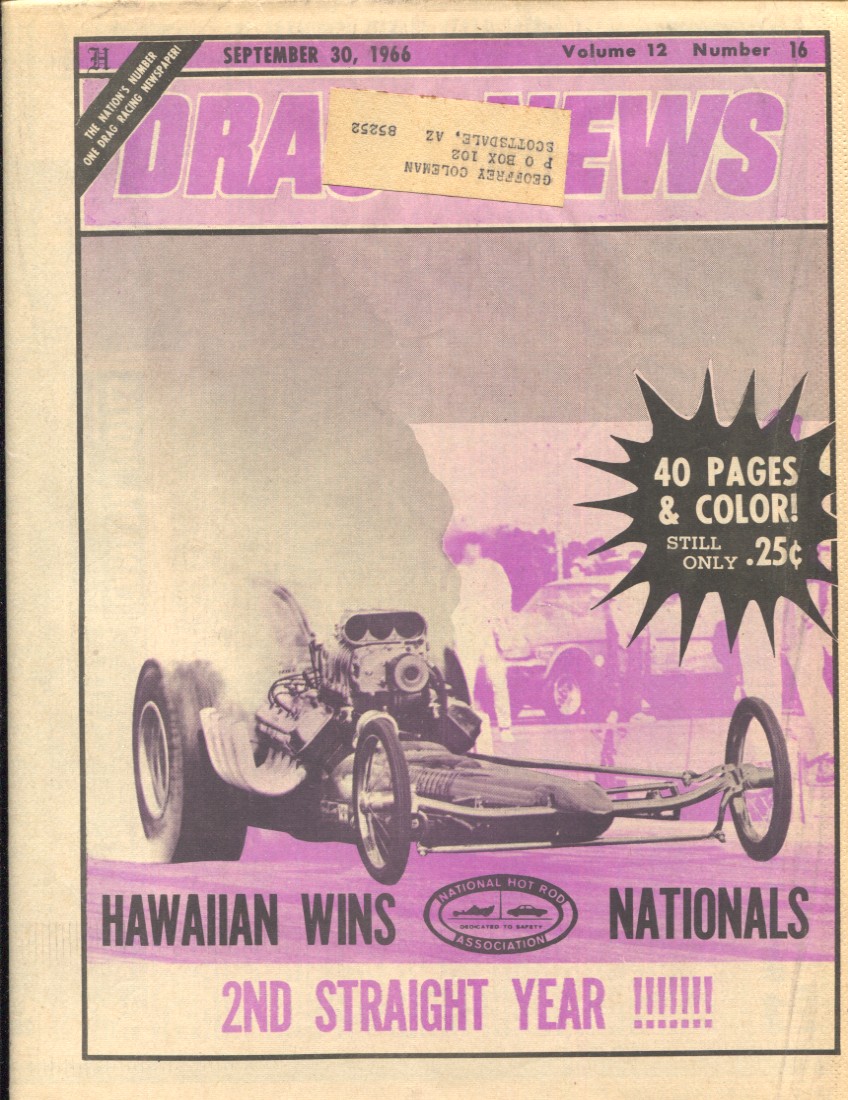 H
THE NATION'S NUMBER
ONE DRAG RACING NEWSPAPER!
SEPTEMBER 30, 1966
Volume 12 Number 16
DRAG NEWS
GEOFFREY COLEMAN
P O BOX 102
SCOTTSDALE, AZ 85252
40 PAGES
& COLOR!
STILL
ONLY .25¢
HAWAIIAN WINS
NATIONAL HOT ROD
DEDICATED TO SAFETY
ASSOCIATION
NATIONALS
2ND STRAIGHT YEAR !!!!!!!